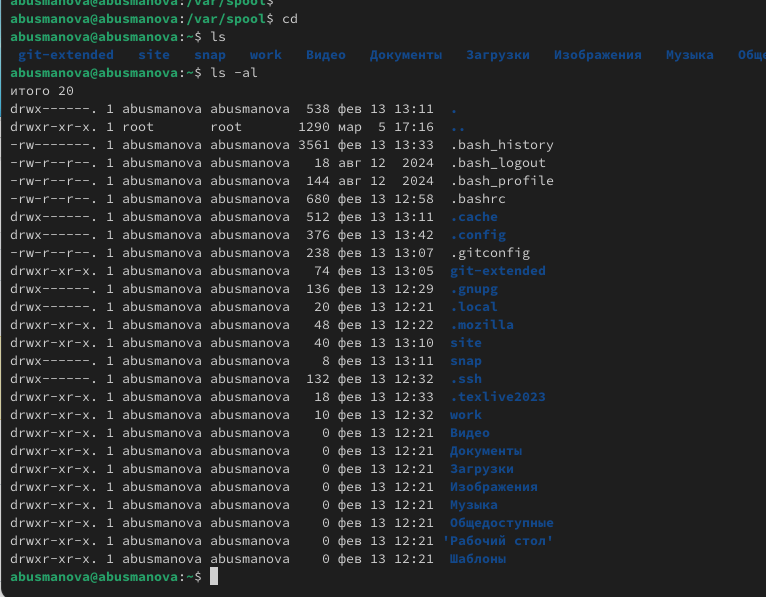 abusmanova@abusmanova:/var/spool$
abusmanova@abusmanova:/var/spool$ cd
abusmanova@abusmanova:~$ ls
git-extended site snap work Видео Документы Загрузки Изображения Музыка
abusmanova@abusmanova:~$ ls -al
итого 20
drwx------. 1 abusmanova abusmanova 538 фев 13 13:11 .
drwxr-xr-x. 1 root root 1290 мар 5 17:16 ..
-rw-------. 1 abusmanova abusmanova 3561 фев 13 13:33 .bash_history
-rw-r--r--. 1 abusmanova abusmanova 18 авг 12 2024 .bash_logout
-rw-r--r--. 1 abusmanova abusmanova 144 авг 12 2024 .bash_profile
-rw-r--r--. 1 abusmanova abusmanova 680 фев 13 12:58 .bashrc
drwx------. 1 abusmanova abusmanova 512 фев 13 13:11 .cache
drwx------. 1 abusmanova abusmanova 376 фев 13 13:42 .config
-rw-r--r--. 1 abusmanova abusmanova 238 фев 13 13:07 .gitconfig
drwxr-xr-x. 1 abusmanova abusmanova 74 фев 13 13:05 git-extended
drwx------. 1 abusmanova abusmanova 136 фев 13 12:29 .gnupg
drwx------. 1 abusmanova abusmanova 20 фев 13 12:21 .local
drwxr-xr-x. 1 abusmanova abusmanova 48 фев 13 12:22 .mozilla
drwxr-xr-x. 1 abusmanova abusmanova 40 фев 13 13:10 site
drwx------. 1 abusmanova abusmanova 8 фев 13 13:11 snap
drwx------. 1 abusmanova abusmanova 132 фев 13 12:32 .ssh
drwxr-xr-x. 1 abusmanova abusmanova 18 фев 13 12:33 .texlive2023
drwxr-xr-x. 1 abusmanova abusmanova 10 фев 13 12:32 work
drwxr-xr-x. 1 abusmanova abusmanova 0 фев 13 12:21 Видео
drwxr-xr-x. 1 abusmanova abusmanova 0 фев 13 12:21 Документы
drwxr-xr-x. 1 abusmanova abusmanova 0 фев 13 12:21 Загрузки
drwxr-xr-x. 1 abusmanova abusmanova 0 фев 13 12:21 Изображения
drwxr-xr-x. 1 abusmanova abusmanova 0 фев 13 12:21 Музыка
drwxr-xr-x. 1 abusmanova abusmanova 0 фев 13 12:21 Общедоступные
drwxr-xr-x. 1 abusmanova abusmanova 0 фев 13 12:21 'Рабочий стол'
drwxr-xr-x. 1 abusmanova abusmanova 0 фев 13 12:21 Шаблоны
abusmanova@abusmanova:~$